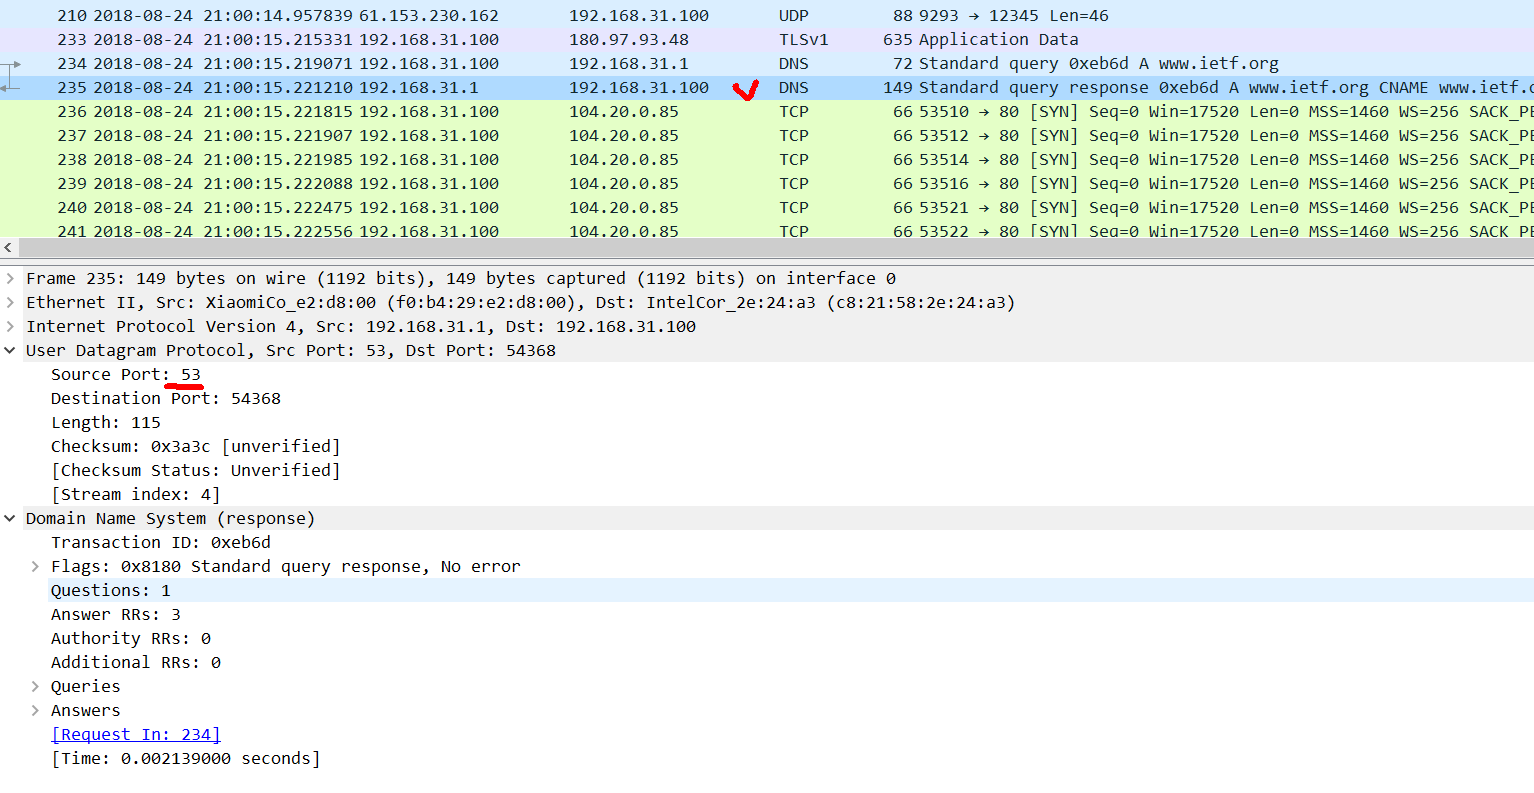 210 2018-08-24 21:00:14.957839 61.153.230.162 192.168.31.100 UDP 88 9293 → 12345 Len=46
233 2018-08-24 21:00:15.215331 192.168.31.100 180.97.93.48 TLSv1 635 Application Data
234 2018-08-24 21:00:15.219071 192.168.31.100 192.168.31.1 DNS 72 Standard query 0xeb6d A www.ietf.org
235 2018-08-24 21:00:15.221210 192.168.31.1 192.168.31.100 DNS 149 Standard query response 0xeb6d A www.ietf.org CNAME www.ietf.c
236 2018-08-24 21:00:15.221815 192.168.31.100 104.20.0.85 TCP 66 53510 → 80 [SYN] Seq=0 Win=17520 Len=0 MSS=1460 WS=256 SACK_PE
237 2018-08-24 21:00:15.221907 192.168.31.100 104.20.0.85 TCP 66 53512 → 80 [SYN] Seq=0 Win=17520 Len=0 MSS=1460 WS=256 SACK_PE
238 2018-08-24 21:00:15.221985 192.168.31.100 104.20.0.85 TCP 66 53514 → 80 [SYN] Seq=0 Win=17520 Len=0 MSS=1460 WS=256 SACK_PE
239 2018-08-24 21:00:15.222088 192.168.31.100 104.20.0.85 TCP 66 53516 → 80 [SYN] Seq=0 Win=17520 Len=0 MSS=1460 WS=256 SACK_PE
240 2018-08-24 21:00:15.222475 192.168.31.100 104.20.0.85 TCP 66 53521 → 80 [SYN] Seq=0 Win=17520 Len=0 MSS=1460 WS=256 SACK_PE
241 2018-08-24 21:00:15.222556 192.168.31.100 104.20.0.85 TCP 66 53522 → 80 [SYN] Seq=0 Win=17520 Len=0 MSS=1460 WS=256 SACK_PE
Frame 235: 149 bytes on wire (1192 bits), 149 bytes captured (1192 bits) on interface 0
Ethernet II, Src: XiaomiCo_e2:d8:00 (f0:b4:29:e2:d8:00), Dst: IntelCor_2e:24:a3 (c8:21:58:2e:24:a3)
Internet Protocol Version 4, Src: 192.168.31.1, Dst: 192.168.31.100
User Datagram Protocol, Src Port: 53, Dst Port: 54368
Source Port: 53
Destination Port: 54368
Length: 115
Checksum: 0x3a3c [unverified]
[Checksum Status: Unverified]
[Stream index: 4]
Domain Name System (response)
Transaction ID: 0xeb6d
Flags: 0x8180 Standard query response, No error
Questions: 1
Answer RRs: 3
Authority RRs: 0
Additional RRs: 0
Queries
Answers
[Request In: 234]
[Time: 0.002139000 seconds]